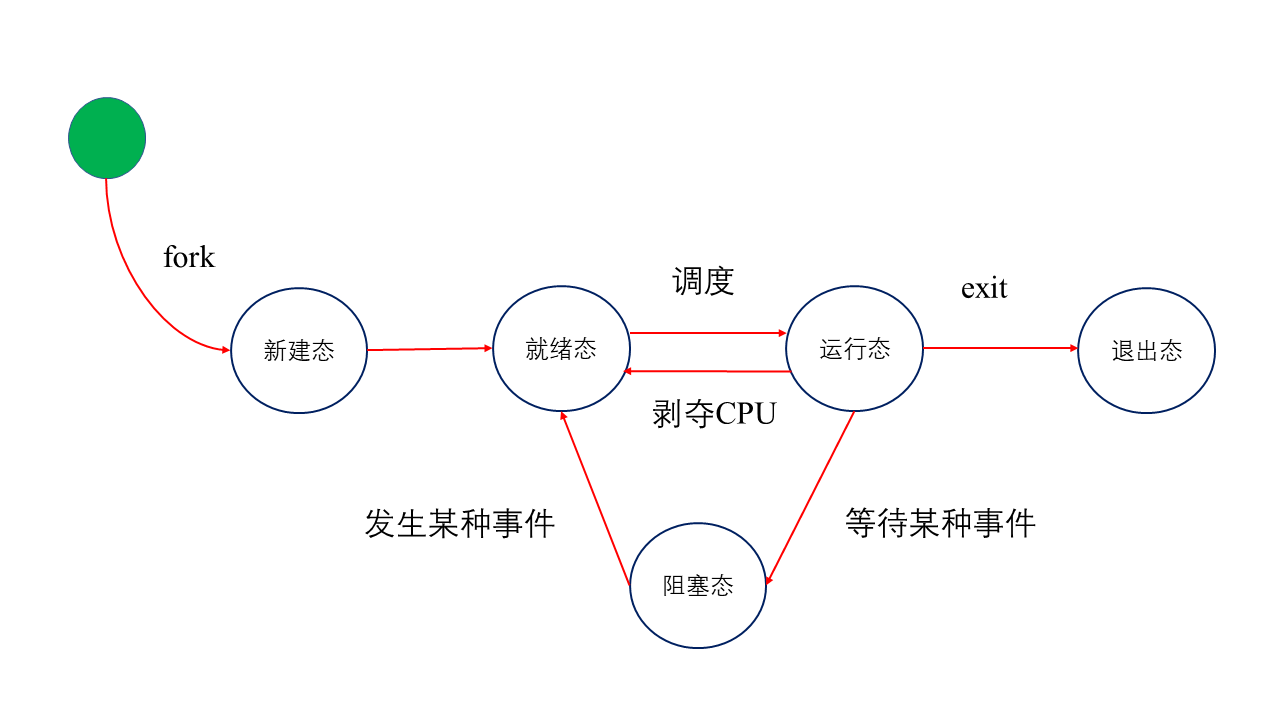 fork
调度
exit
新建态
就绪态
运行态
退出态
剥夺CPU
发生某种事件
等待某种事件
阻塞态